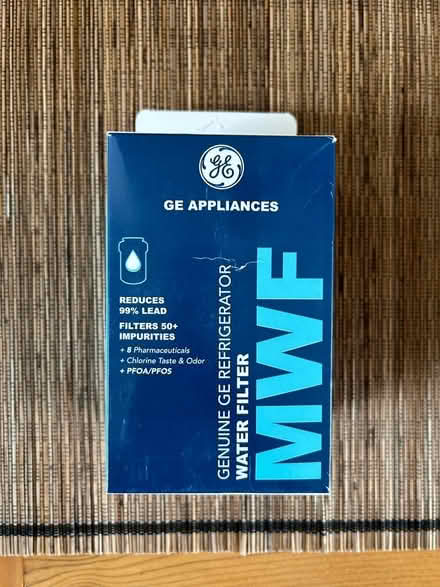 GE
GE APPLIANCES
REDUCES
99% LEAD
FILTERS 50+
IMPURITIES
+ 8 Pharmaceuticals
+ Chlorine Taste & Odor
+ PFOA/PFOS
GENUINE GE REFRIGERATOR
WATER FILTER
MWF